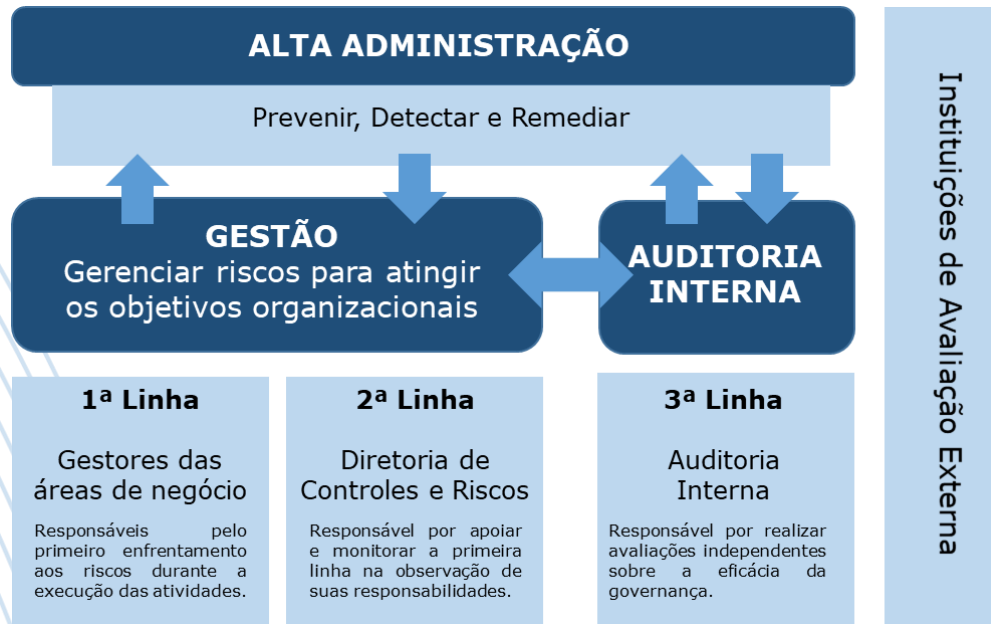 ALTA ADMINISTRAÇÃO
Prevenir, Detectar e Remediar
GESTÃO
Gerenciar riscos para atingir
os objetivos organizacionais
AUDITORIA
INTERNA
1ª Linha
Gestores das
áreas de negócio
Responsáveis pelo
primeiro enfrentamento
aos riscos durante a
execução das atividades.
2ª Linha
Diretoria de
Controles e Riscos
Responsável por apoiar
e monitorar a primeira
linha na observação de
suas responsabilidades.
3ª Linha
Auditoria
Interna
Responsável por realizar
avaliações independentes
sobre a eficácia da
governança.
Instituições de Avaliação Externa